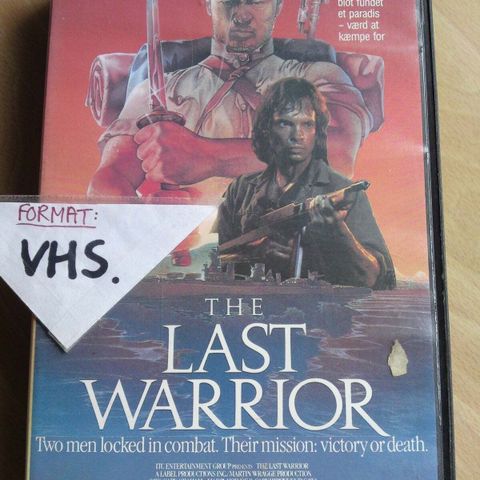 blot fundet
et paradis
– værd at
kæmpe for
FORMAT:
VHS.
THE
LAST
WARRIOR
Two men locked in combat. Their mission: victory or death.
ITC ENTERTAINMENT GROUP PRESENTS THE LAST WARRIOR
A LABEL PRODUCTIONS INC./MARTIN WRAGGE PRODUCTION